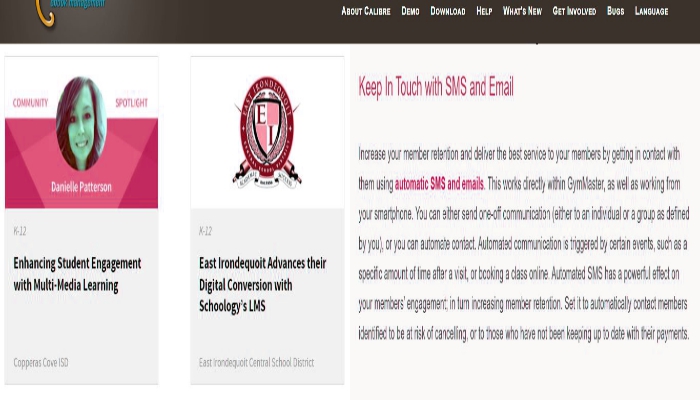 ebook management
About Calibre Demo Download Help What's New Get Involved Bugs Language
COMMUNITY SPOTLIGHT
Danielle Patterson
K-12
Enhancing Student Engagement
with Multi-Media Learning
Copperas Cove ISD
EAST IRONDEQUOIT
E I
K-12
East Irondequoit Advances their
Digital Conversion with
Schoology's LMS
East Irondequoit Central School District
Keep In Touch with SMS and Email
Increase your member retention and deliver the best service to your members by getting in contact with
them using automatic SMS and emails. This works directly within GymMaster, as well as working from
your smartphone. You can either send one-off communication (either to an individual or a group as defined
by you), or you can automate contact. Automated communication is triggered by certain events, such as a
specific amount of time after a visit, or booking a class online. Automated SMS has a powerful effect on
your members' engagement; in turn increasing member retention. Set it to automatically contact members
identified to be at risk of cancelling, or to those who have not been keeping up to date with their payments.